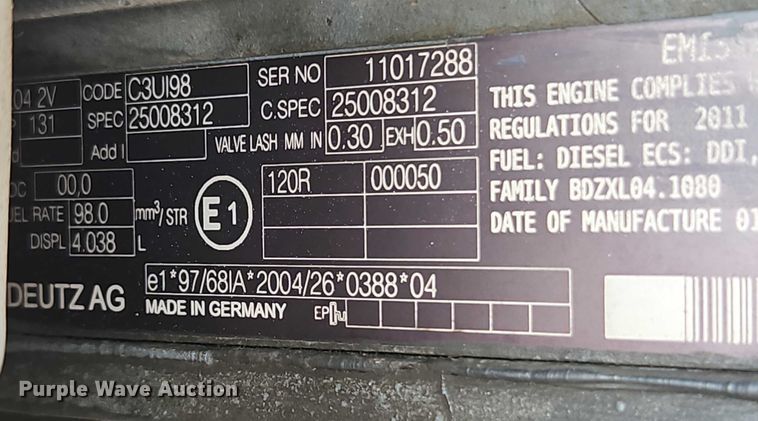 04 2V CODE C3UI98 SER NO 11017288
131 SPEC 25008312 C.SPEC 25008312
Add I VALVE LASH MM IN 0.30 EXH 0.50
00,0 120R 000050
RATE 98.0 mm³/STR E1
DISPL 4.038 L
e1*97/68IA*2004/26*0388*04
DEUTZ AG MADE IN GERMANY EP
THIS ENGINE COMPLIES
REGULATIONS FOR 2011
FUEL: DIESEL ECS: DDI,
FAMILY BDZXL04.1080
DATE OF MANUFACTURE 01
Purple Wave Auction